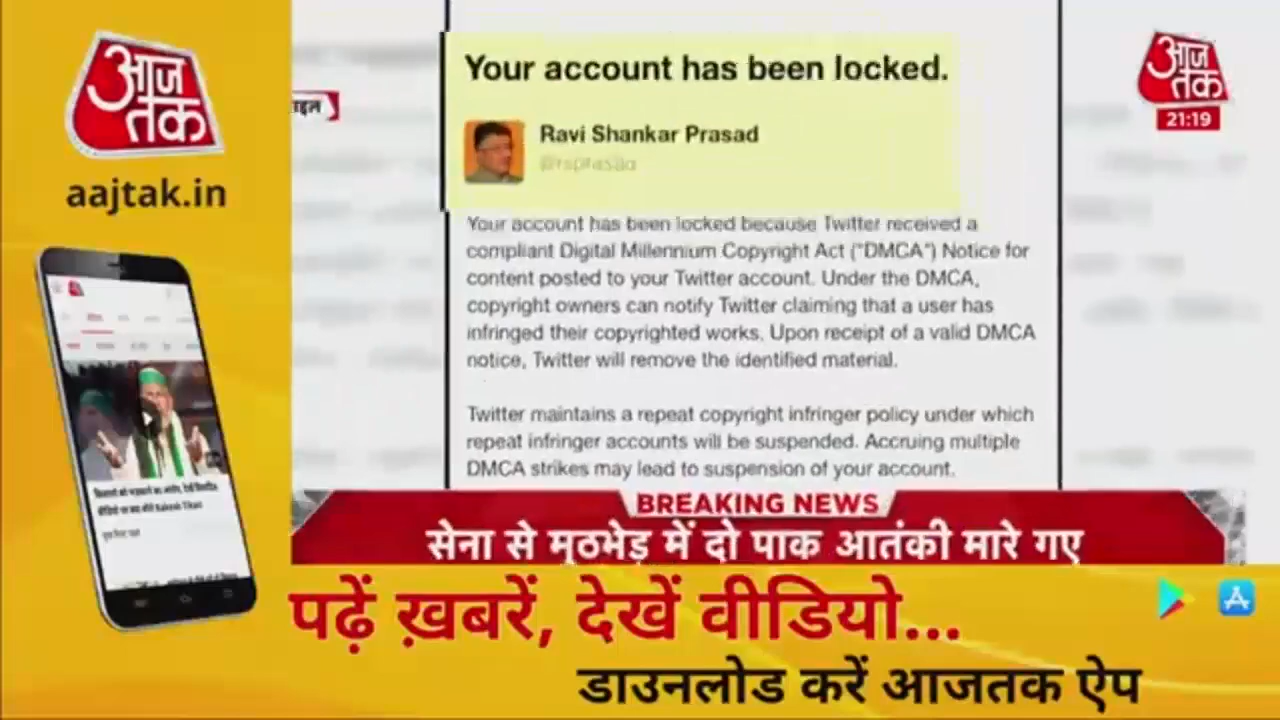 आज तक
aajtak.in
Your account has been locked.
Ravi Shankar Prasad
@rsprasad
Your account has been locked because Twitter received a
compliant Digital Millennium Copyright Act ("DMCA") Notice for
content posted to your Twitter account. Under the DMCA,
copyright owners can notify Twitter claiming that a user has
infringed their copyrighted works. Upon receipt of a valid DMCA
notice, Twitter will remove the identified material.
Twitter maintains a repeat copyright infringer policy under which
repeat infringer accounts will be suspended. Accruing multiple
DMCA strikes may lead to suspension of your account.
आज तक
21:19
BREAKING NEWS
सेना से मूठभेड़ में दो पाक आतंकी मारे गए
पढ़ें ख़बरें, देखें वीडियो...
डाउनलोड करें आजतक ऐप